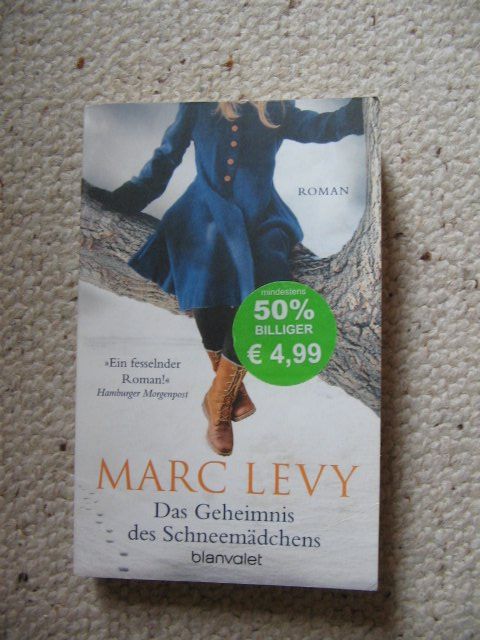 ROMAN
mindestens
50%
BILLIGER
€ 4,99
»Ein fesselnder
Roman!«
Hamburger Morgenpost
MARC LEVY
Das Geheimnis
des Schneemädchens
blanvalet